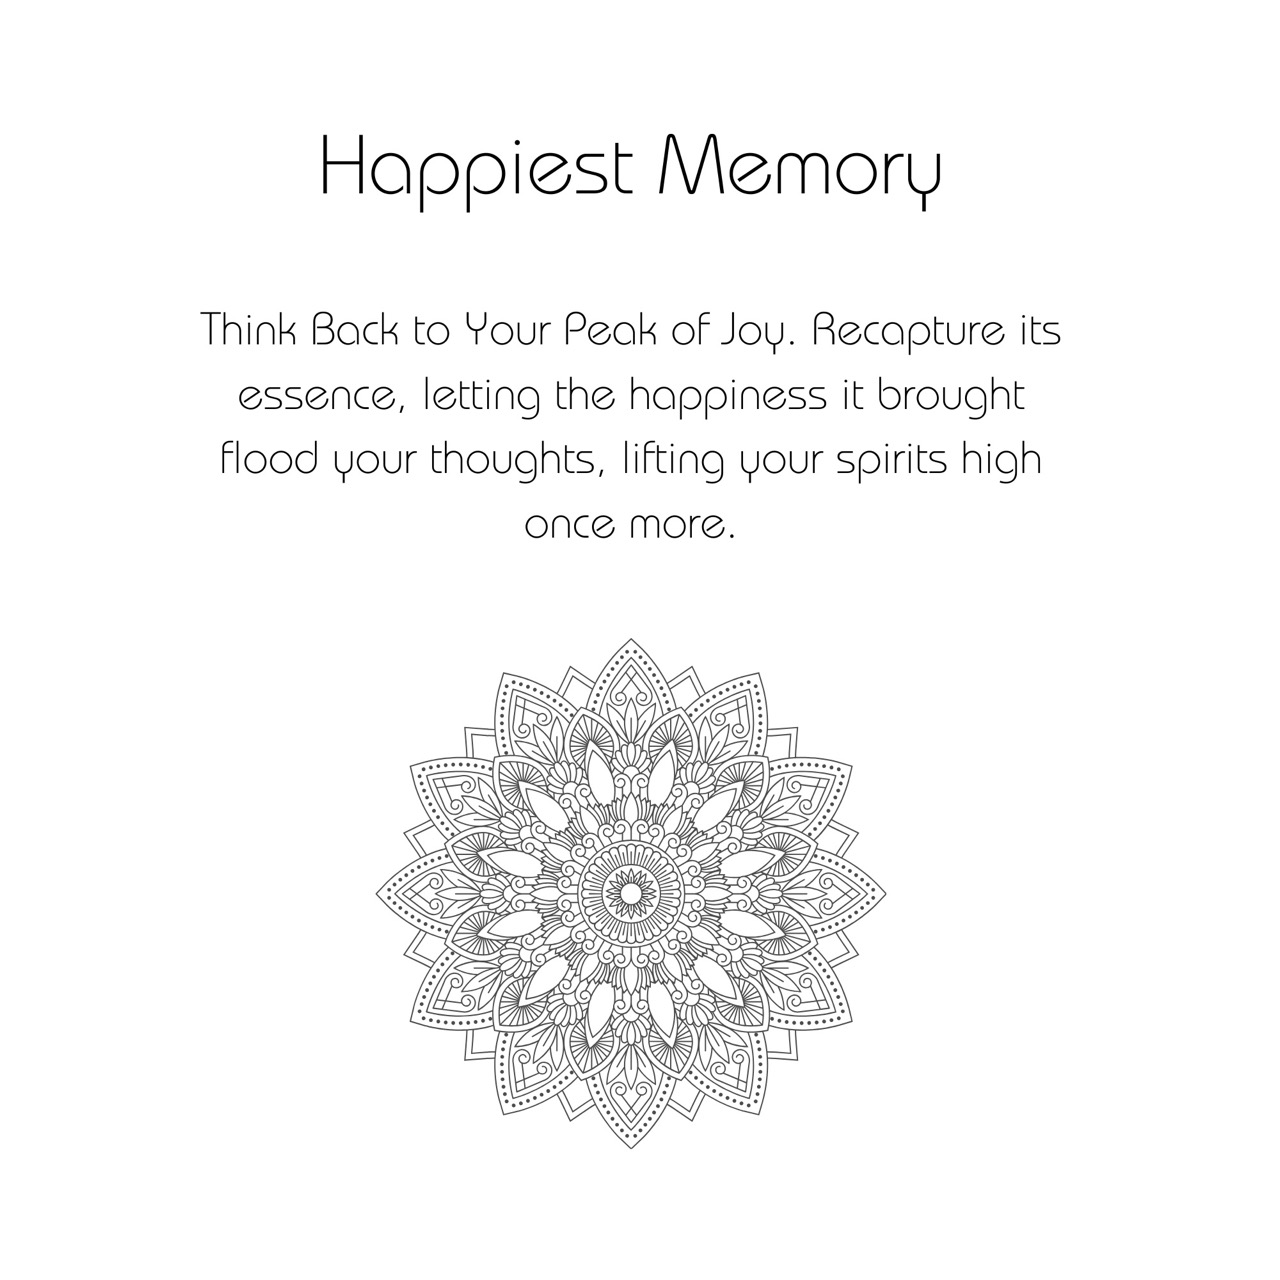 Happiest Memory
Think Back to Your Peak of Joy. Recapture its
essence, letting the happiness it brought
flood your thoughts, lifting your spirits high
once more.